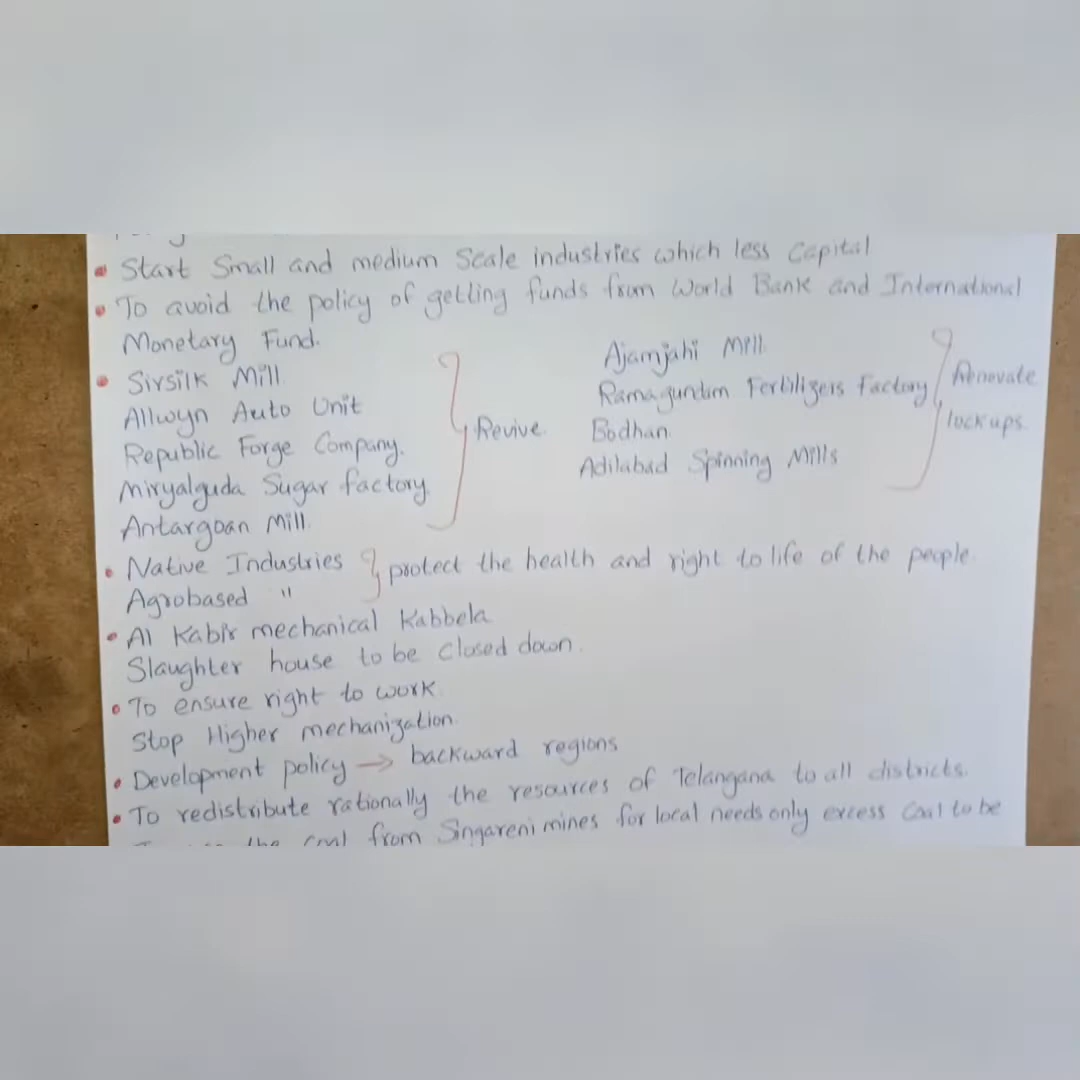 Start Small and medium Scale industries which less capital
To avoid the policy of getting funds from World Bank and International
Monetary Fund.
Sirsilk Mill
Allwyn Auto Unit
Republic Forge Company.
Miryalguda Sugar factory
Antargoan Mill.
Revive.
Ajamjahi Mill.
Ramagundam Fertilizers Factory
Bodhan
Adilabad Spinning Mills
Renovate
lockups.
Native Industries
Agrobased "
protect the health and right to life of the people.
Al Kabir mechanical Kabbela
Slaughter house to be closed down.
To ensure right to work.
Stop Higher mechanization.
Development policy → backward regions
To redistribute rationally the resources of Telangana to all districts.
the coal from Singareni mines for local needs only excess coal to be